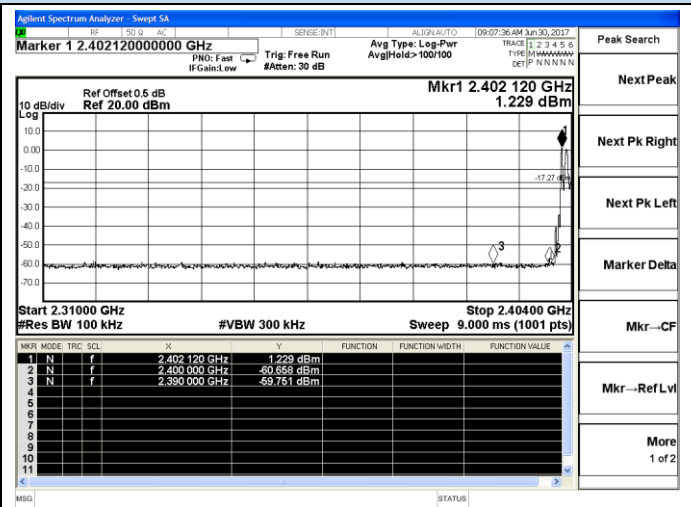 Agilent Spectrum Analyzer - Swept SA
RF 50 Ω AC SENSE:INT ALIGNAUTO 09:07:36 AM Jun 30, 2017
Marker 1 2.402120000000 GHz
PNO: Fast
IFGain:Low
Trig: Free Run
#Atten: 30 dB
Avg Type: Log-Pwr
Avg|Hold:> 100/100
TRACE 1 2 3 4 5 6
TYPE M WWWWW
DET P N N N N N
Peak Search
Next Peak
Next Pk Right
Next Pk Left
Marker Delta
Mkr→CF
Mkr→RefLvl
More
1 of 2
Ref Offset 0.5 dB
10 dB/div Ref 20.00 dBm
Log
Mkr1 2.402 120 GHz
1.229 dBm
10.0
0.00
-10.0
-20.0
-30.0
-40.0
-50.0
-60.0
-70.0
1
-17.27 dBm
3
2
Start 2.31000 GHz Stop 2.40400 GHz
#Res BW 100 kHz #VBW 300 kHz Sweep 9.000 ms (1001 pts)
MKR MODE TRC SCL X Y FUNCTION FUNCTION WIDTH FUNCTION VALUE
1 N f 2.402 120 GHz 1.229 dBm
2 N f 2.400 000 GHz -60.658 dBm
3 N f 2.390 000 GHz -59.751 dBm
4
5
6
7
8
9
10
11
MSG STATUS